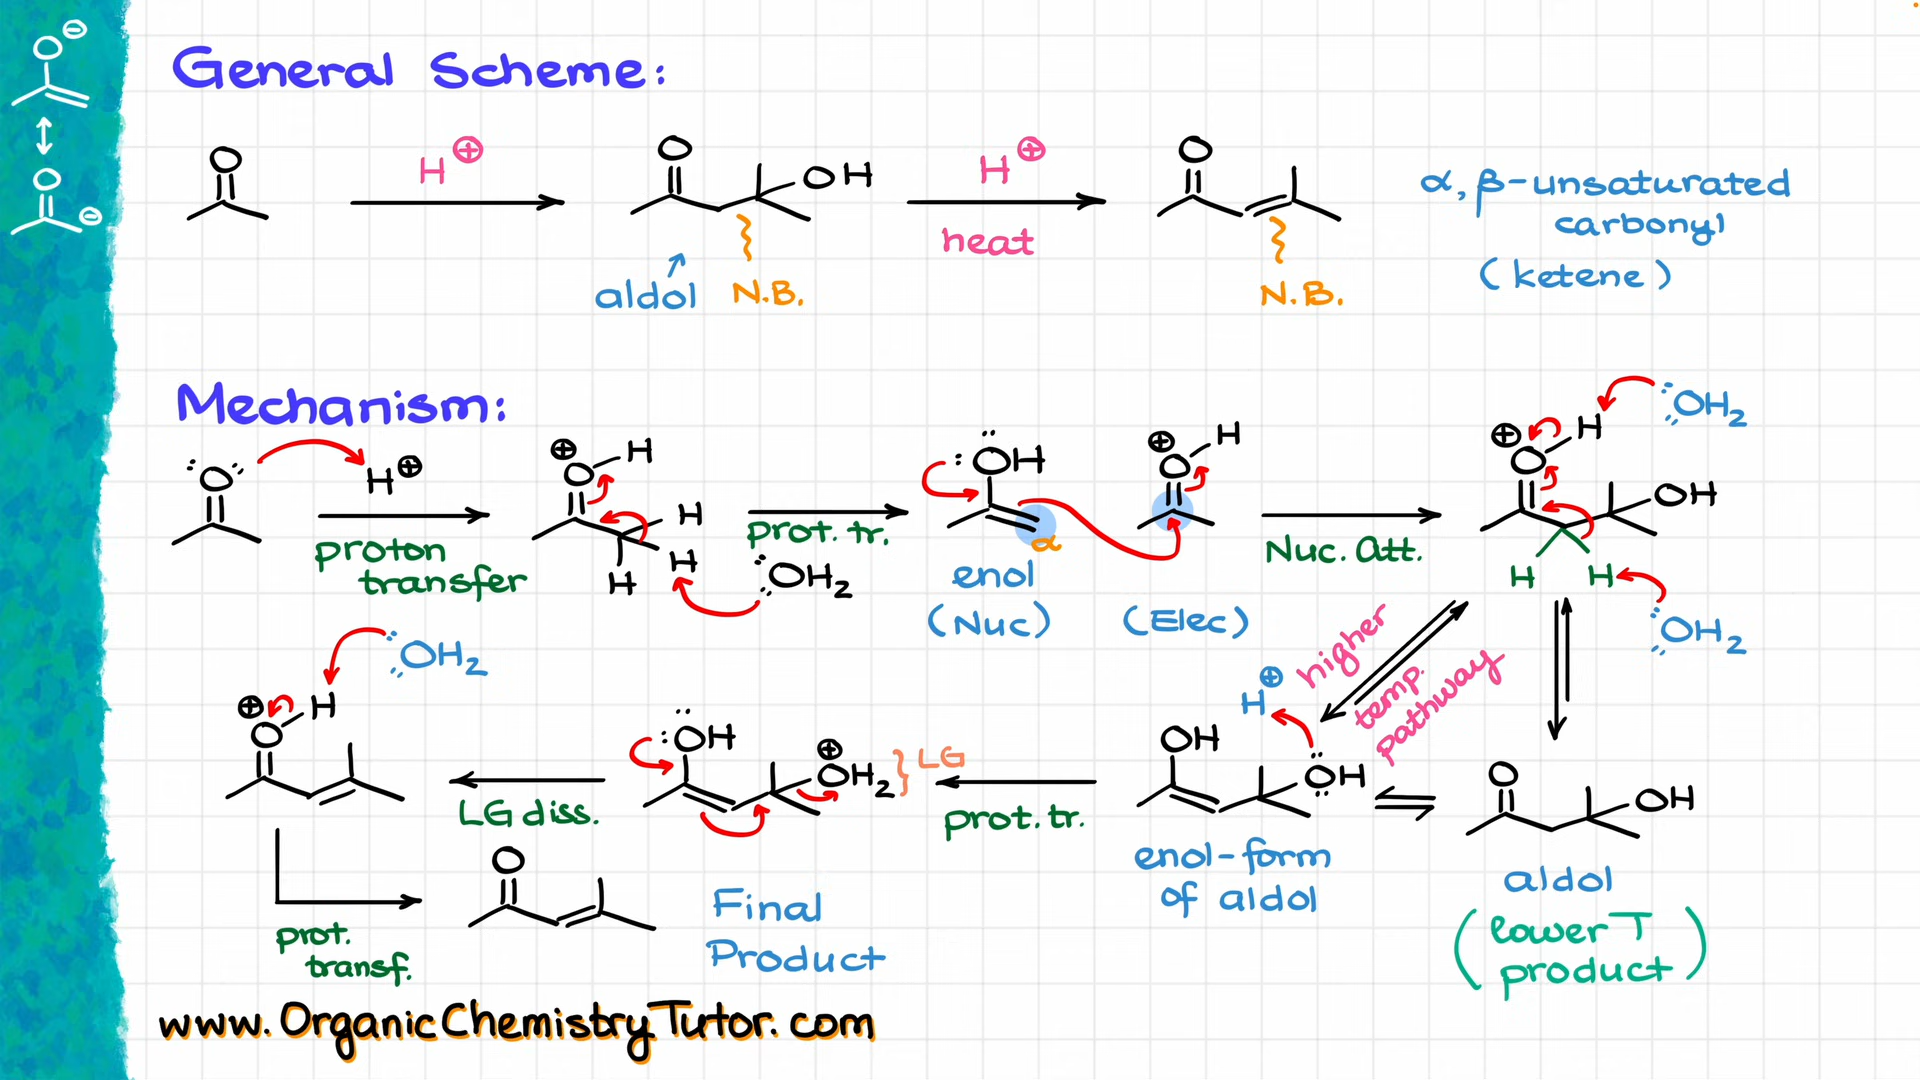 General Scheme:
O
H⊕
O
OH
H⊕
heat
O
α, β-unsaturated
carbonyl
(ketene)
aldol
N.B.
N.B.
Mechanism:
O
H⊕
proton
transfer
⊕
O H
H
H
H
prot. tr.
:OH2
:OH
α
enol
(Nuc)
⊕
O H
(Elec)
Nuc. Att.
⊕
O H
OH
H H
:OH2
:OH2
higher
temp.
pathway
O
OH
aldol
(lower T
product)
H⊕
OH
OH
enol-form
of aldol
prot. tr.
:OH
⊕
OH2
LG
LG diss.
:OH2
⊕
O H
prot.
transf.
O
Final
Product
www.OrganicChemistryTutor.com
O⊖
O
⊖